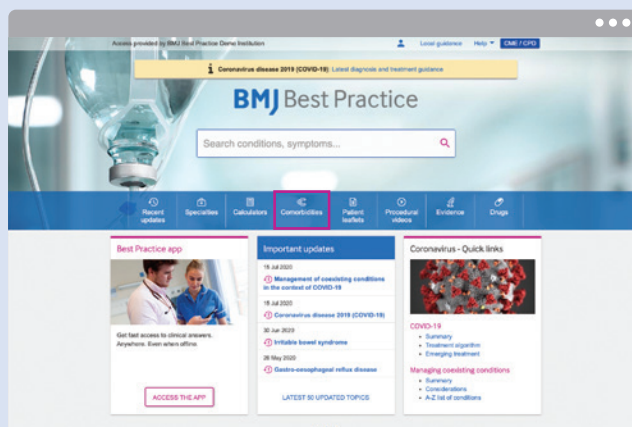 Access provided by BMJ Best Practice Demo Institution
Local guidance Help CME / CPD
i Coronavirus disease 2019 (COVID-19) Latest diagnosis and treatment guidance
BMJ Best Practice
Search conditions, symptoms...
Recent updates
Specialties
Calculators
Comorbidities
Patient leaflets
Procedural videos
Evidence
Drugs
Best Practice app
Get fast access to clinical answers.
Anywhere. Even when offline.
ACCESS THE APP
Important updates
15 Jul 2020
Management of coexisting conditions
in the context of COVID-19
15 Jul 2020
Coronavirus disease 2019 (COVID-19)
30 Jun 2020
Irritable bowel syndrome
28 May 2020
Gastro-oesophageal reflux disease
LATEST 50 UPDATED TOPICS
Coronavirus - Quick links
COVID-19
Summary
Treatment algorithm
Emerging treatment
Managing coexisting conditions
Summary
Considerations
A-Z list of conditions